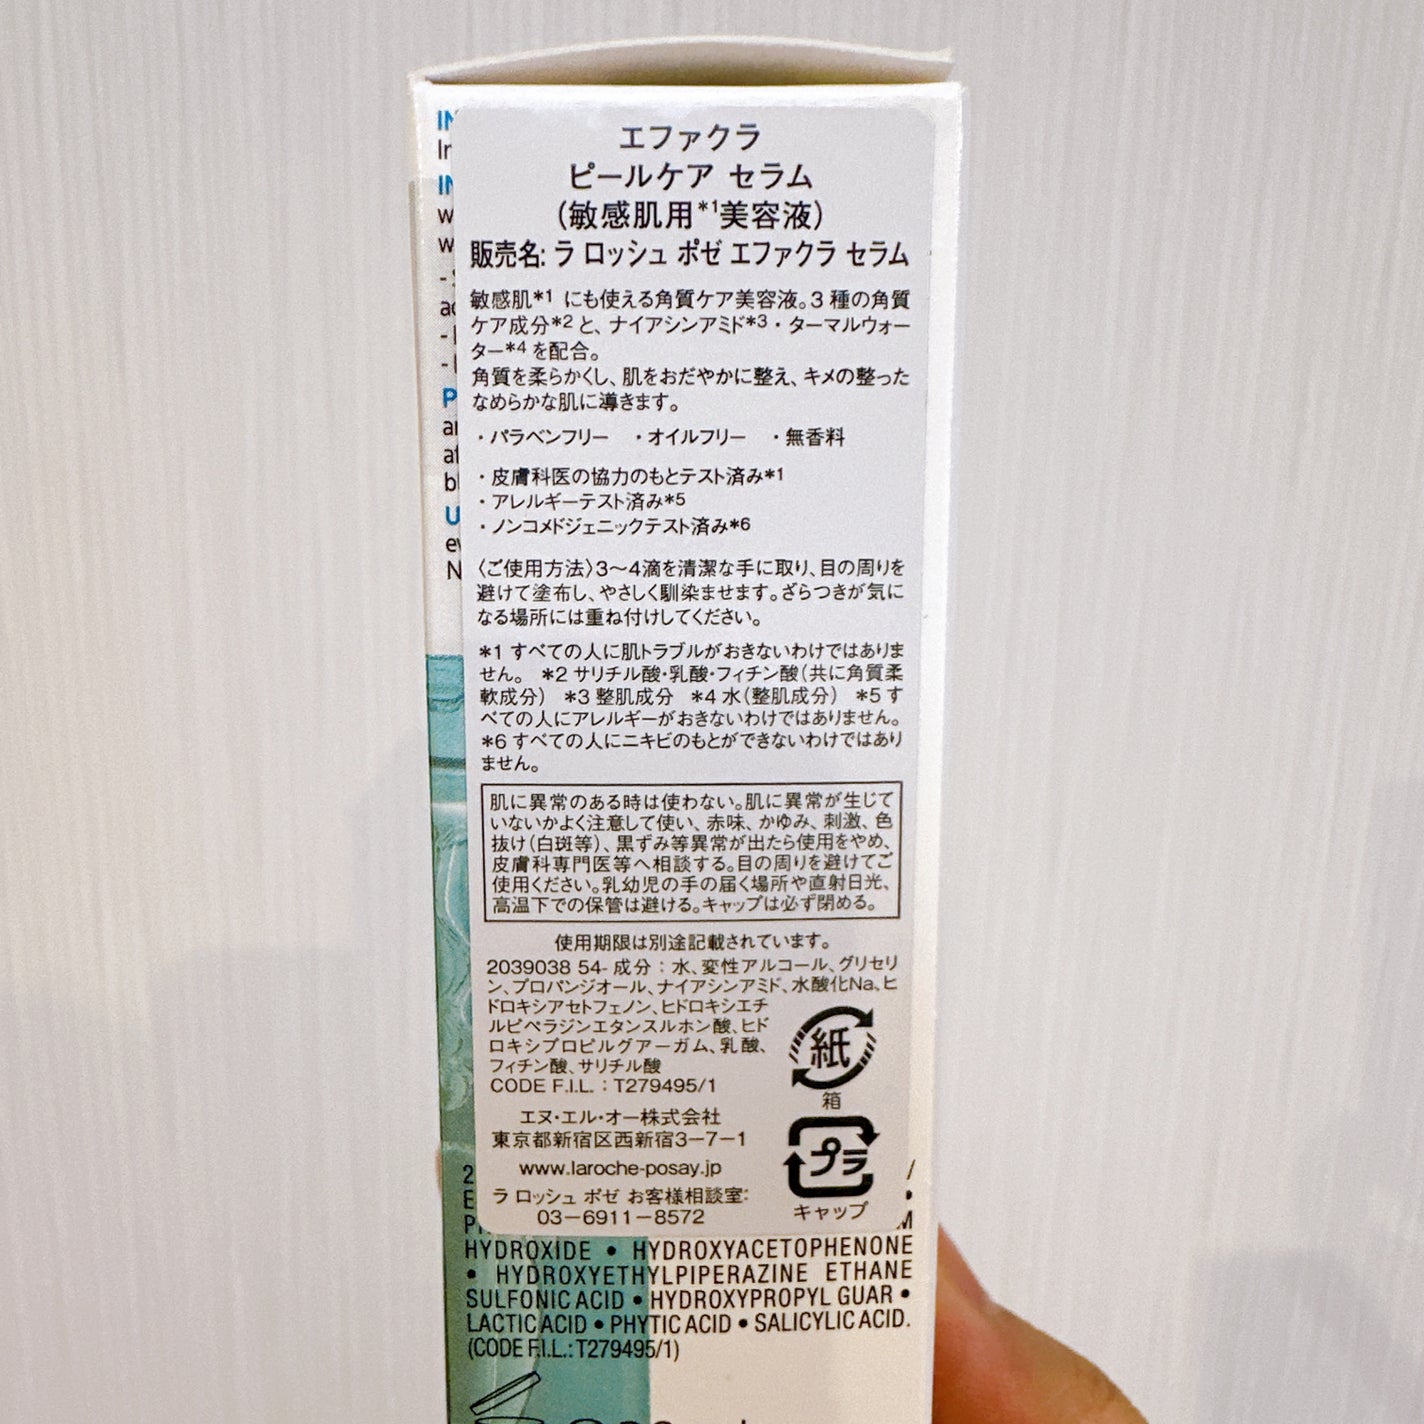 エファクラ
ピールケア セラム
(敏感肌用*1美容液)
販売名: ラ ロッシュ ポゼ エファクラ セラム
敏感肌*1 にも使える角質ケア美容液。3 種の角質
ケア成分*2 と、ナイアシンアミド*3・ターマルウォー
ター*4 を配合。
角質を柔らかくし、肌をおだやかに整え、キメの整った
なめらかな肌に導きます。
・パラベンフリー ・オイルフリー ・無香料
・皮膚科医の協力のもとテスト済み*1
・アレルギーテスト済み*5
・ノンコメドジェニックテスト済み*6
〈ご使用方法〉3〜4滴を清潔な手に取り、目の周りを
避けて塗布し、やさしく馴染ませます。ざらつきが気に
なる場所には重ね付けしてください。
*1 すべての人に肌トラブルがおきないわけではありま
せん。 *2 サリチル酸・乳酸・フィチン酸(共に角質柔
軟成分) *3 整肌成分 *4 水(整肌成分) *5 す
べての人にアレルギーがおきないわけではありません。
*6 すべての人にニキビのもとができないわけではあり
ません。
肌に異常のある時は使わない。肌に異常が生じて
いないかよく注意して使い、赤味、かゆみ、刺激、色
抜け(白斑等)、黒ずみ等異常が出たら使用をやめ、
皮膚科専門医等へ相談する。目の周りを避けてご
使用ください。乳幼児の手の届く場所や直射日光、
高温下での保管は避ける。キャップは必ず閉める。
使用期限は別途記載されています。
2039038 54- 成分：水、変性アルコール、グリセリ
ン、プロパンジオール、ナイアシンアミド、水酸化Na、ヒ
ドロキシアセトフェノン、ヒドロキシエチ
ルピペラジンエタンスルホン酸、ヒド
ロキシプロピルグアーガム、乳酸、
フィチン酸、サリチル酸
CODE F.I.L.：T279495/1
紙
箱
エヌ・エル・オー株式会社
東京都新宿区西新宿3-7-1
www.laroche-posay.jp
プラ
キャップ
ラ ロッシュ ポゼ お客様相談室:
03-6911-8572
HYDROXIDE • HYDROXYACETOPHENONE
• HYDROXYETHYLPIPERAZINE ETHANE
SULFONIC ACID • HYDROXYPROPYL GUAR •
LACTIC ACID • PHYTIC ACID • SALICYLIC ACID.
(CODE F.I.L.: T279495/1)